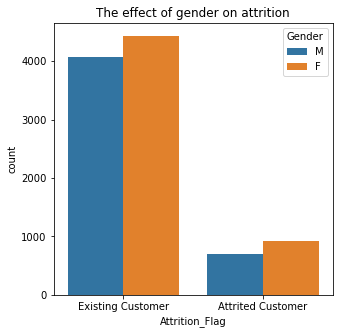 The effect of gender on attrition
Gender
M
F
4000
3000
2000
1000
0
count
Existing Customer
Attrited Customer
Attrition_Flag